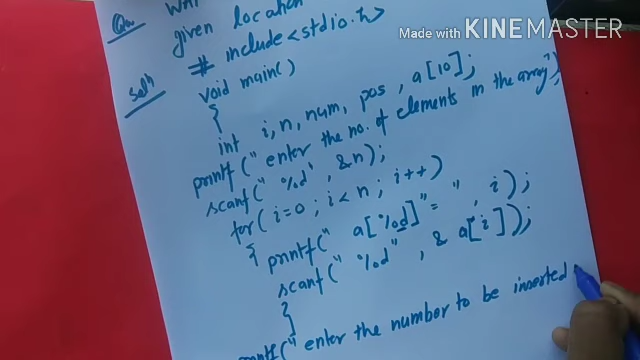 Made with KINEMASTER
Qn
given location
Soln # include<stdio.h>
void main()
{
int i, n, num, pos, a[10];
printf(" enter the no. of elements in the array");
scanf(" %d", &n);
for( i=0 ; i<n ; i++)
{ printf(" a[%d]" = " , i);
scanf(" %d" , & a[i]);
}
printf(" enter the number to be inserted